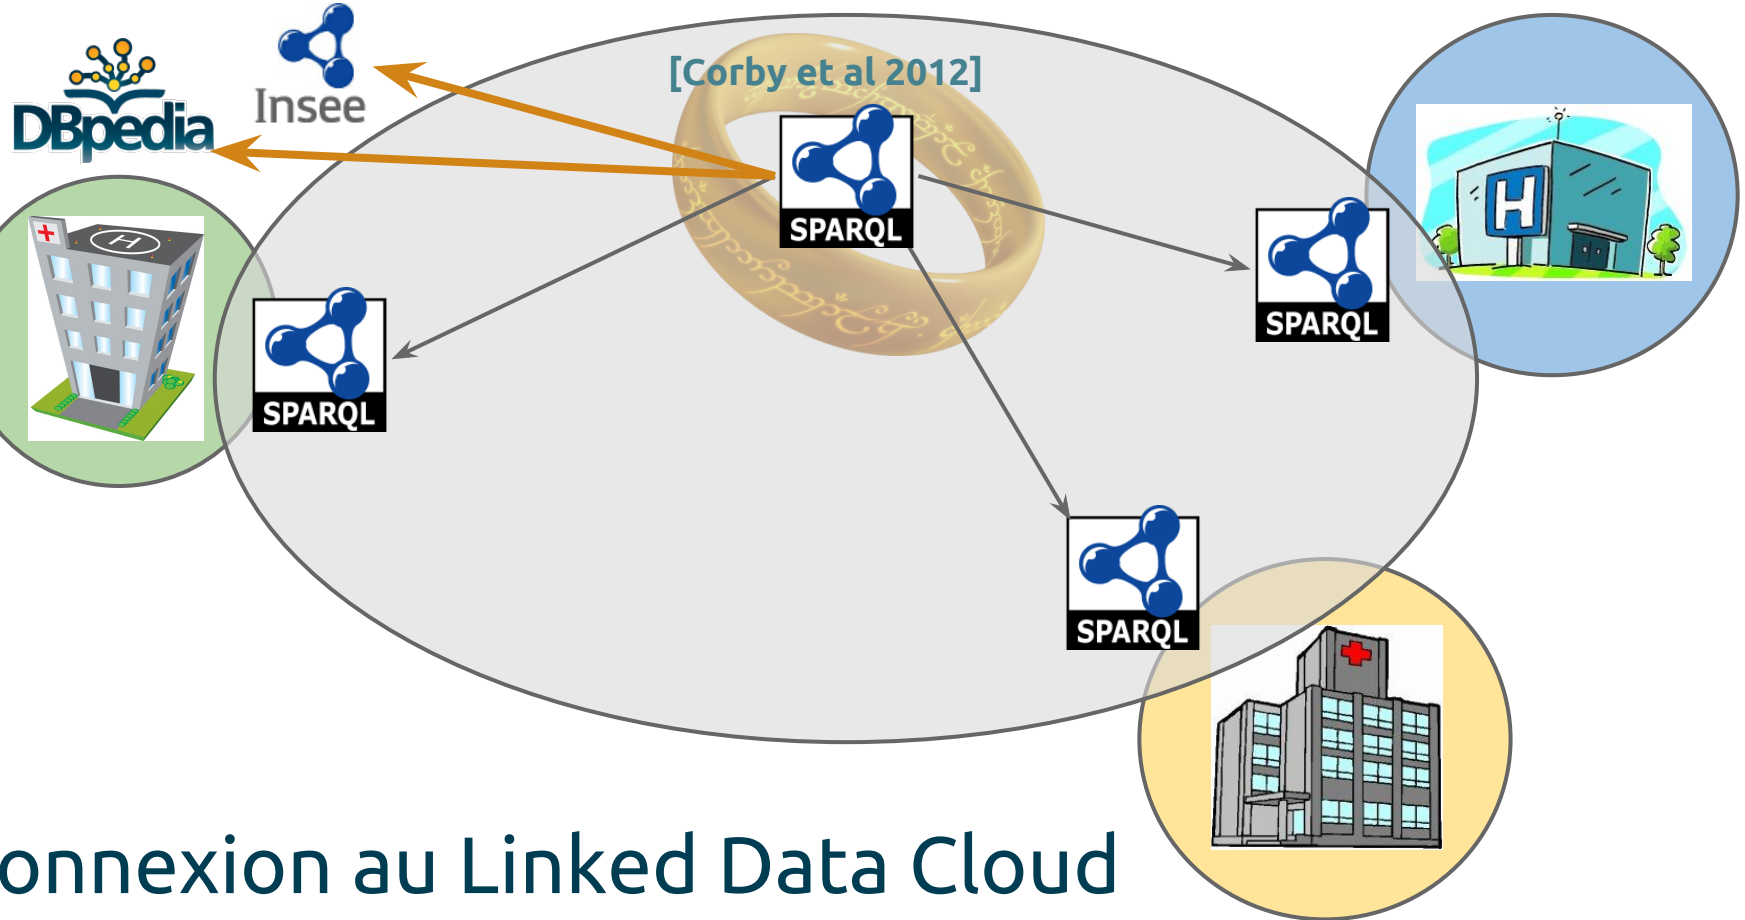 DBpedia
Insee
[Corby et al 2012]
SPARQL
H
SPARQL
H
SPARQL
SPARQL
onnexion au Linked Data Cloud